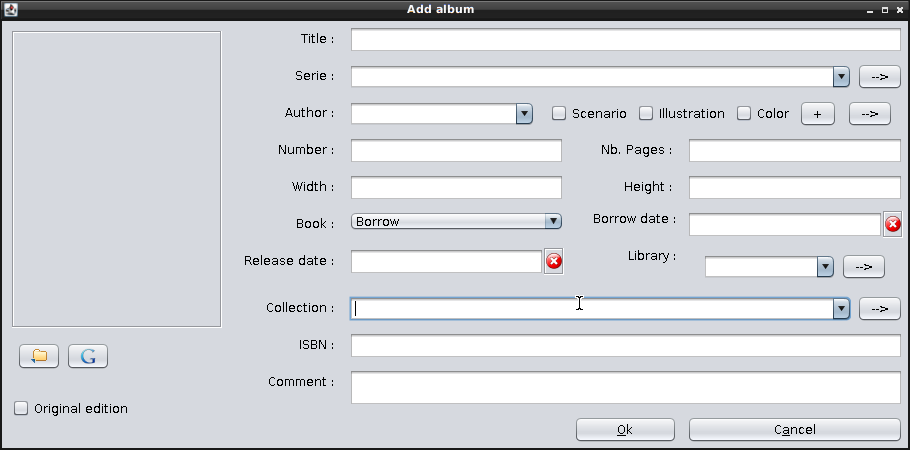 Add album
Title :
Serie : -->
Author : Scenario Illustration Color + -->
Number : Nb. Pages :
Width : Height :
Book : Borrow Borrow date :
Release date : Library : -->
Collection : -->
ISBN :
G
Comment :
Original edition
Ok Cancel